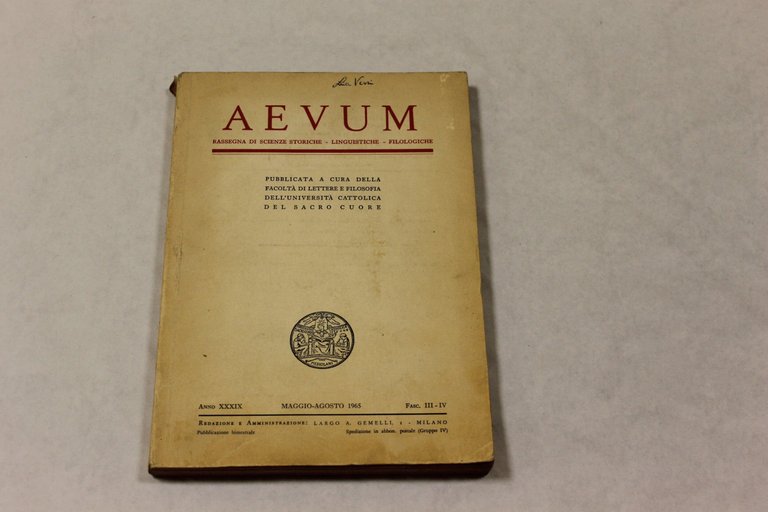 AEVUM
RASSEGNA DI SCIENZE STORICHE - LINGUISTICHE - FILOLOGICHE
PUBBLICATA A CURA DELLA
FACOLTÀ DI LETTERE E FILOSOFIA
DELL'UNIVERSITÀ CATTOLICA
DEL SACRO CUORE
ANNO XXXIX MAGGIO-AGOSTO 1965 FASC. III-IV
REDAZIONE E AMMINISTRAZIONE: LARGO A. GEMELLI, 1 - MILANO
Pubblicazione bimestrale Spedizione in abbon. postale (Gruppo IV)